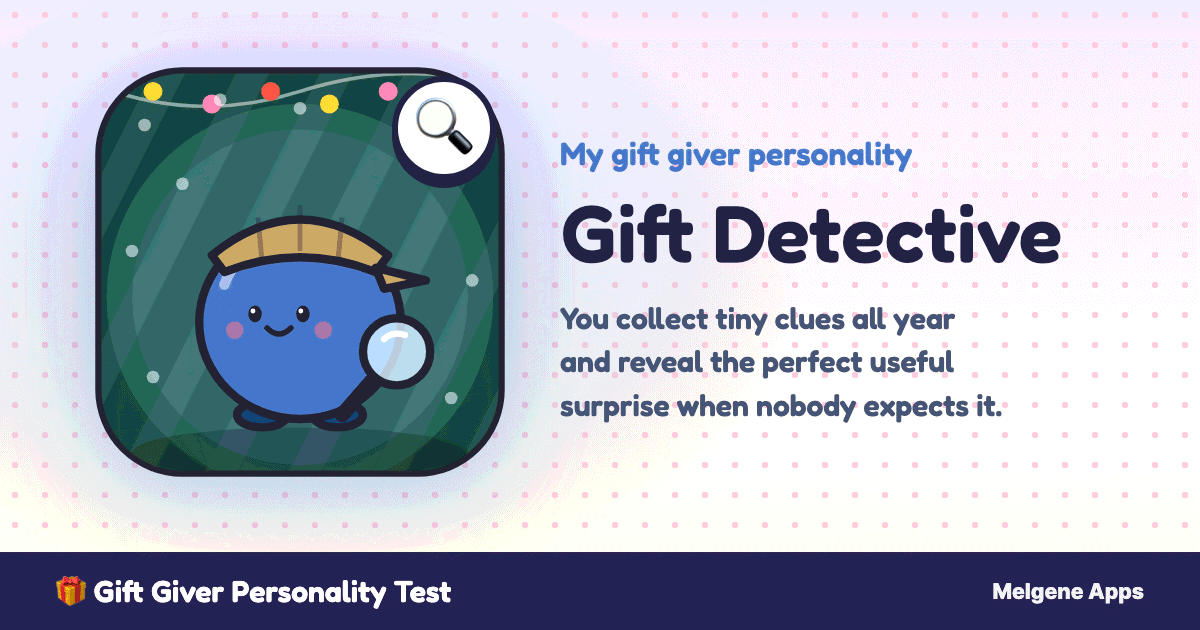 My gift giver personality
Gift Detective
You collect tiny clues all year
and reveal the perfect useful
surprise when nobody expects it.
Gift Giver Personality Test
Melgene Apps